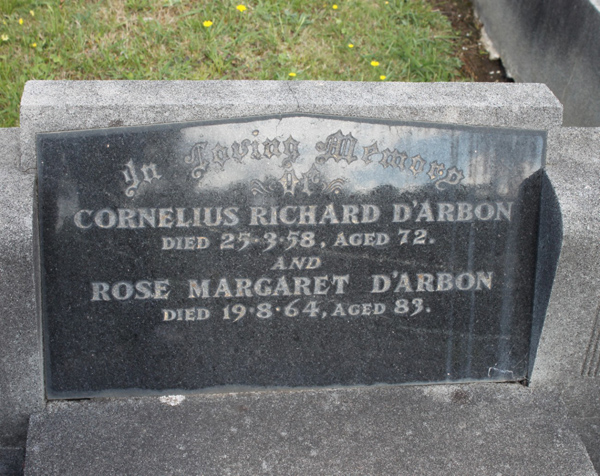 In Loving Memory
of
CORNELIUS RICHARD D'ARBON
DIED 25·3·58, AGED 72.
AND
ROSE MARGARET D'ARBON
DIED 19·8·64, AGED 83.